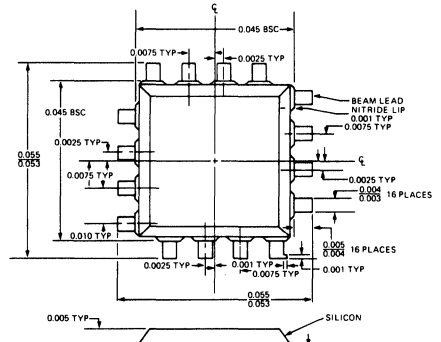 ℄
0.045 TYP
0.0075 TYP
0.0025 TYP
BEAM LEAD
NITRIDE LIP
0.001 TYP
0.0075 TYP
0.045 BSC
0.055
0.053
0.0025 TYP
0.0075 TYP
℄
0.0025 TYP
0.004
0.003
16 PLACES
0.010 TYP
0.005
0.004
16 PLACES
0.0025 TYP
0.001 TYP
0.0075 TYP
0.001 TYP
0.055
0.053
0.005 TYP
SILICON